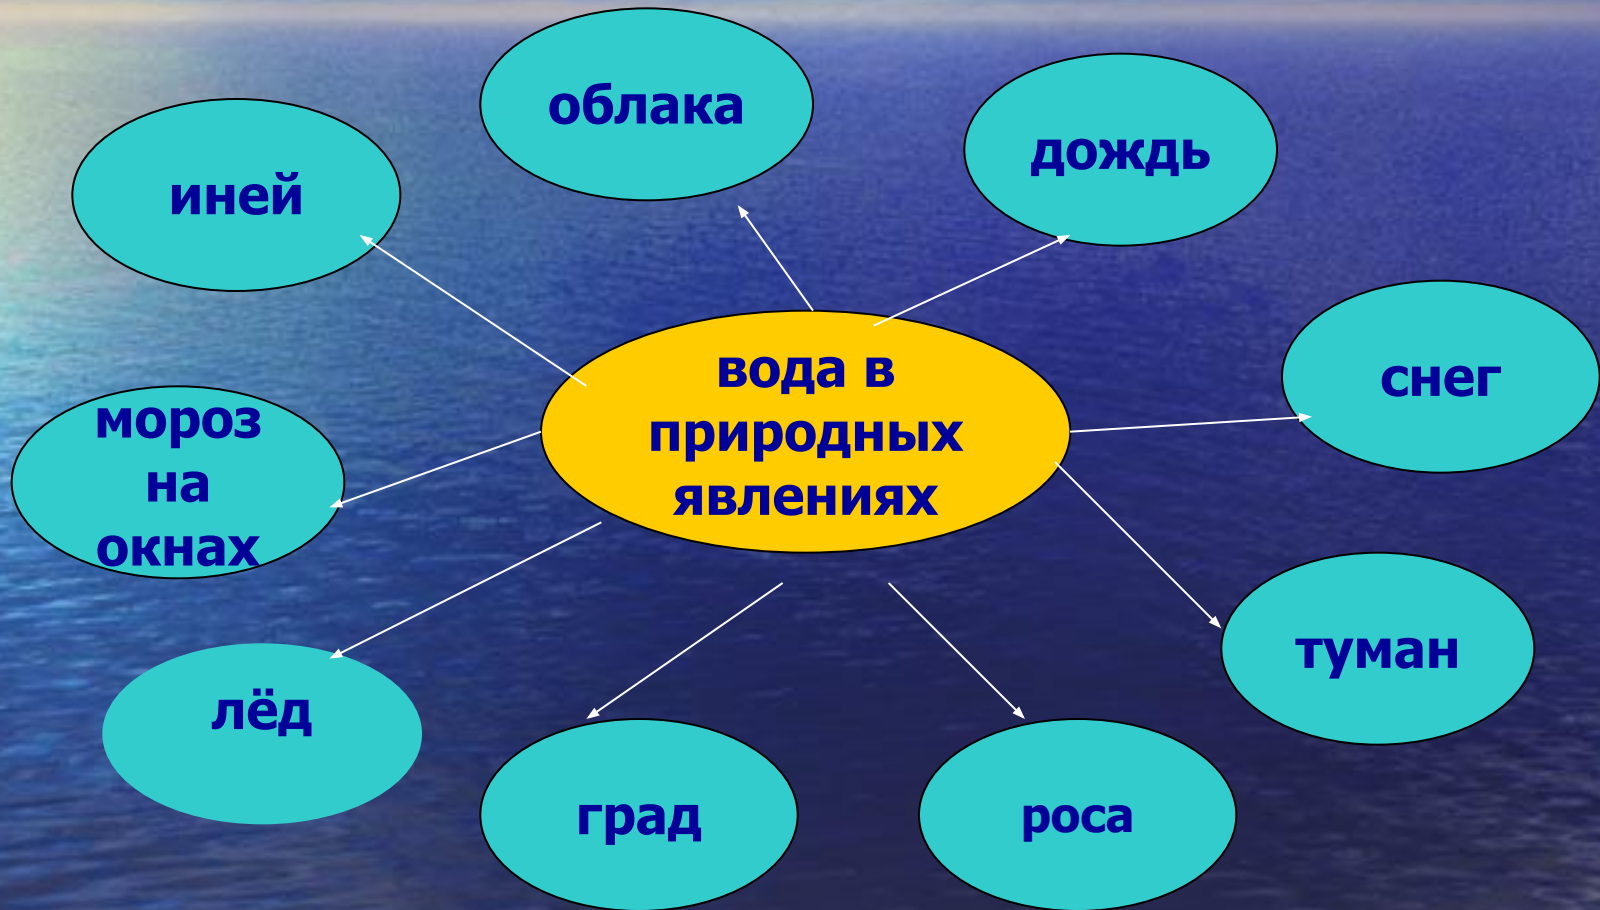 облака
дождь
иней
снег
вода в
природных
явлениях
мороз
на
окнах
туман
лёд
град
роса